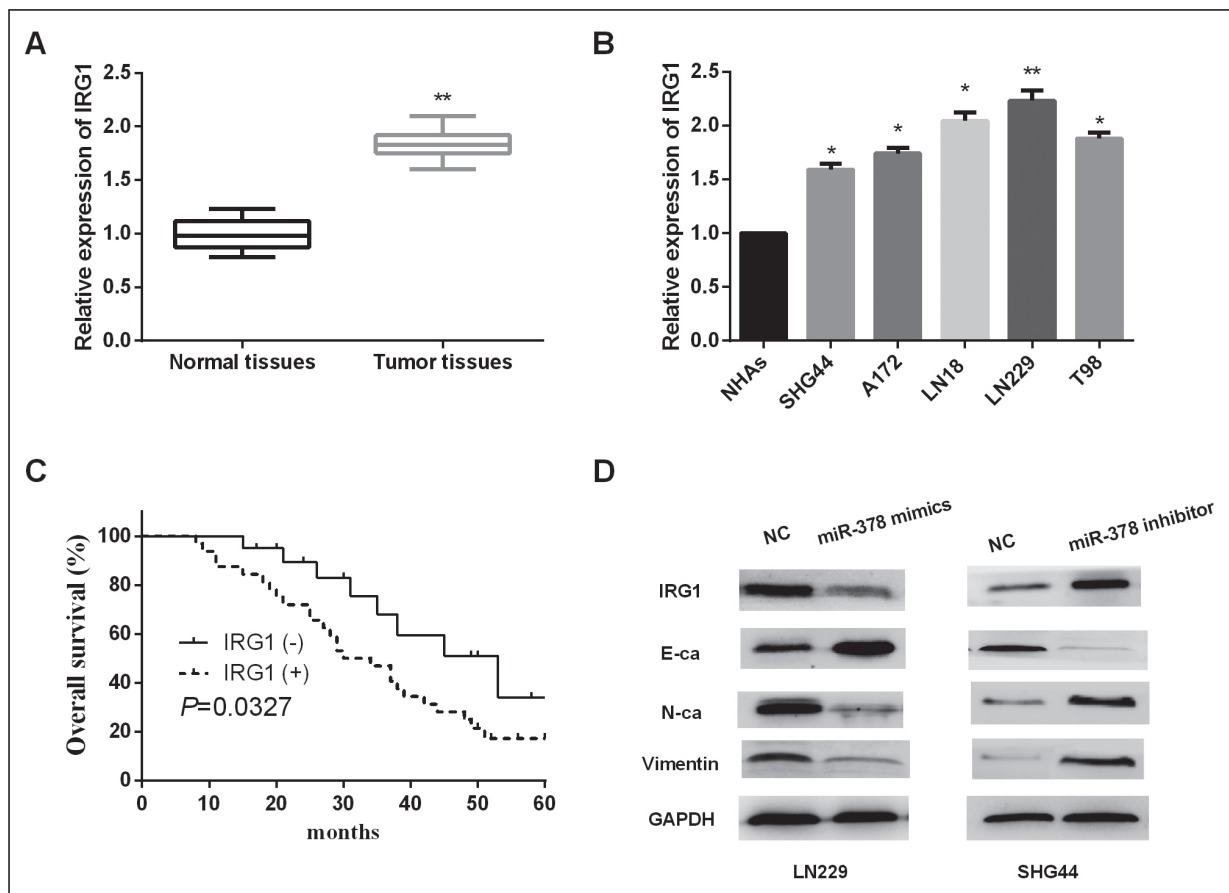 A
Relative expression of IRG1
2.5
2.0
1.5
1.0
0.5
0.0
**
Normal tissues
Tumor tissues
B
Relative expression of IRG1
2.5
2.0
1.5
1.0
0.5
0.0
*
*
*
**
*
NHAs
SHG44
A172
LN18
LN229
T98
C
Overall survival (%)
100
80
60
40
20
0
IRG1 (-)
IRG1 (+)
P=0.0327
0
10
20
30
40
50
60
months
D
NC
miR-378 mimics
NC
miR-378 inhibitor
IRG1
E-ca
N-ca
Vimentin
GAPDH
LN229
SHG44